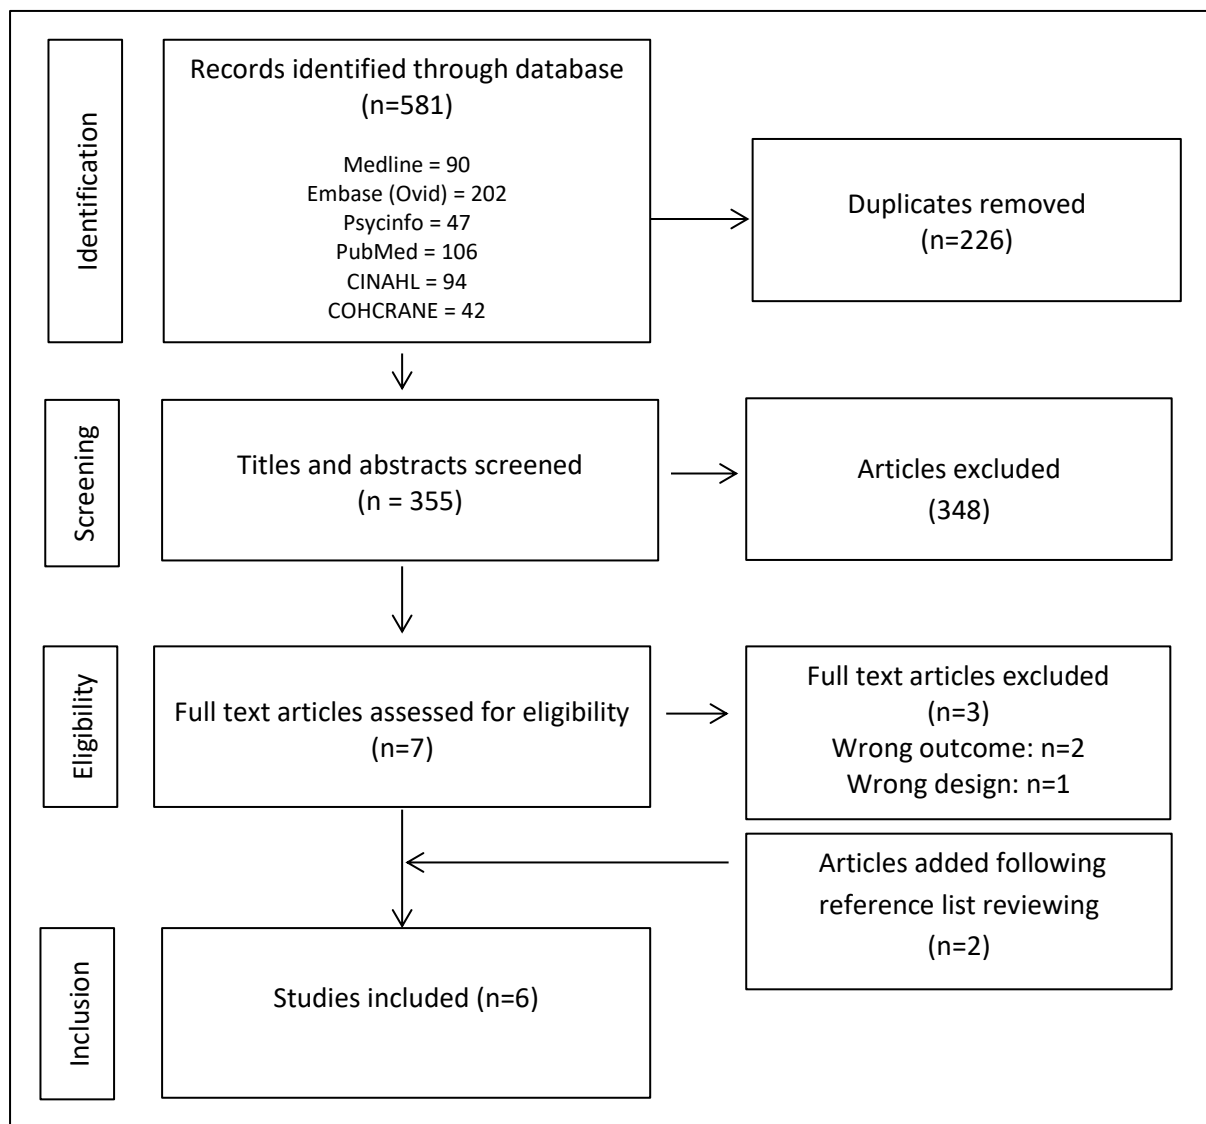 Identification
Records identified through database
(n=581)
Medline = 90
Embase (Ovid) = 202
Psycinfo = 47
PubMed = 106
CINAHL = 94
COHCRANE = 42
Duplicates removed
(n=226)
Screening
Titles and abstracts screened
(n = 355)
Articles excluded
(348)
Eligibility
Full text articles assessed for eligibility
(n=7)
Full text articles excluded
(n=3)
Wrong outcome: n=2
Wrong design: n=1
Articles added following
reference list reviewing
(n=2)
Inclusion
Studies included (n=6)